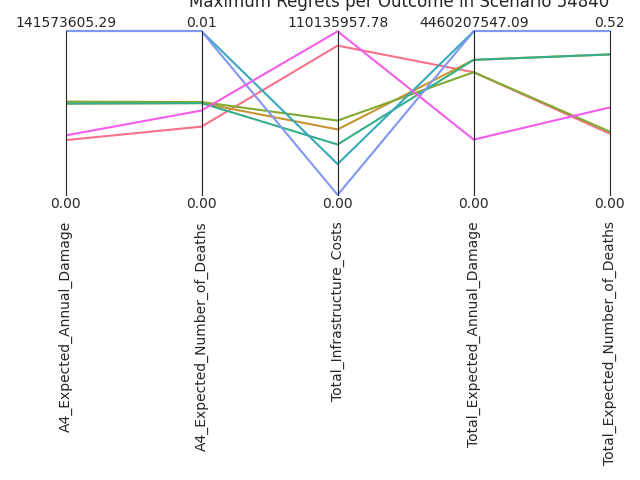 Maximum Regrets per Outcome in Scenario 54840
141573605.29
0.01
110135957.78
4460207547.09
0.52
0.00
0.00
0.00
0.00
0.00
A4_Expected_Annual_Damage
A4_Expected_Number_of_Deaths
Total_Infrastructure_Costs
Total_Expected_Annual_Damage
Total_Expected_Number_of_Deaths